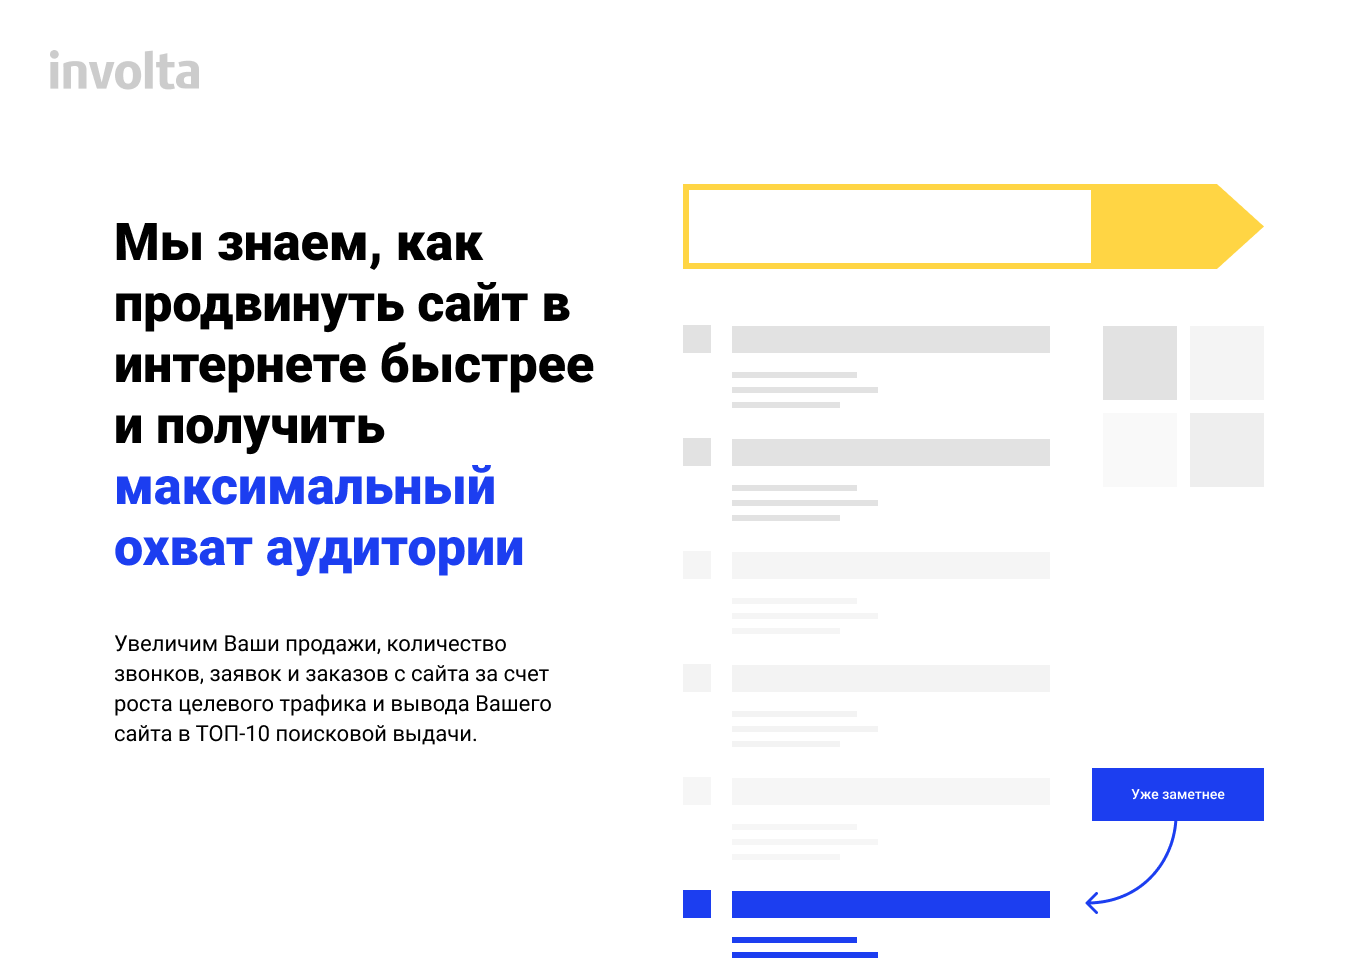 involta
Мы знаем, как
продвинуть сайт в
интернете быстрее
и получить
максимальный
охват аудитории
Увеличим Ваши продажи, количество
звонков, заявок и заказов с сайта за счет
роста целевого трафика и вывода Вашего
сайта в ТОП-10 поисковой выдачи.
Уже заметнее